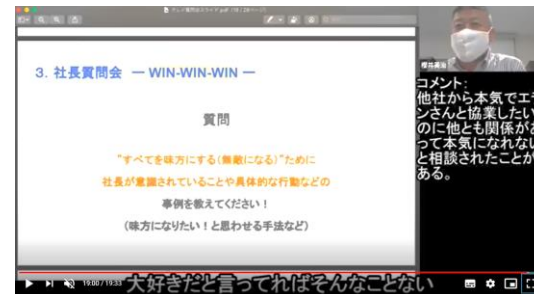 3. 社長質問会 ー WIN-WIN-WIN ー
質問
"すべてを味方にする(無敵になる)"ために
社長が意識されていることや具体的な行動などの
事例を教えてください！
(味方になりたい！と思わせる手法など)
コメント：
他社から本気でエラ
ンさんと協業したい
のに他とも関係があ
って本気になれない
と相談されたことが
ある。
大好きだと言ってればそんなことない
19:00 / 19:33